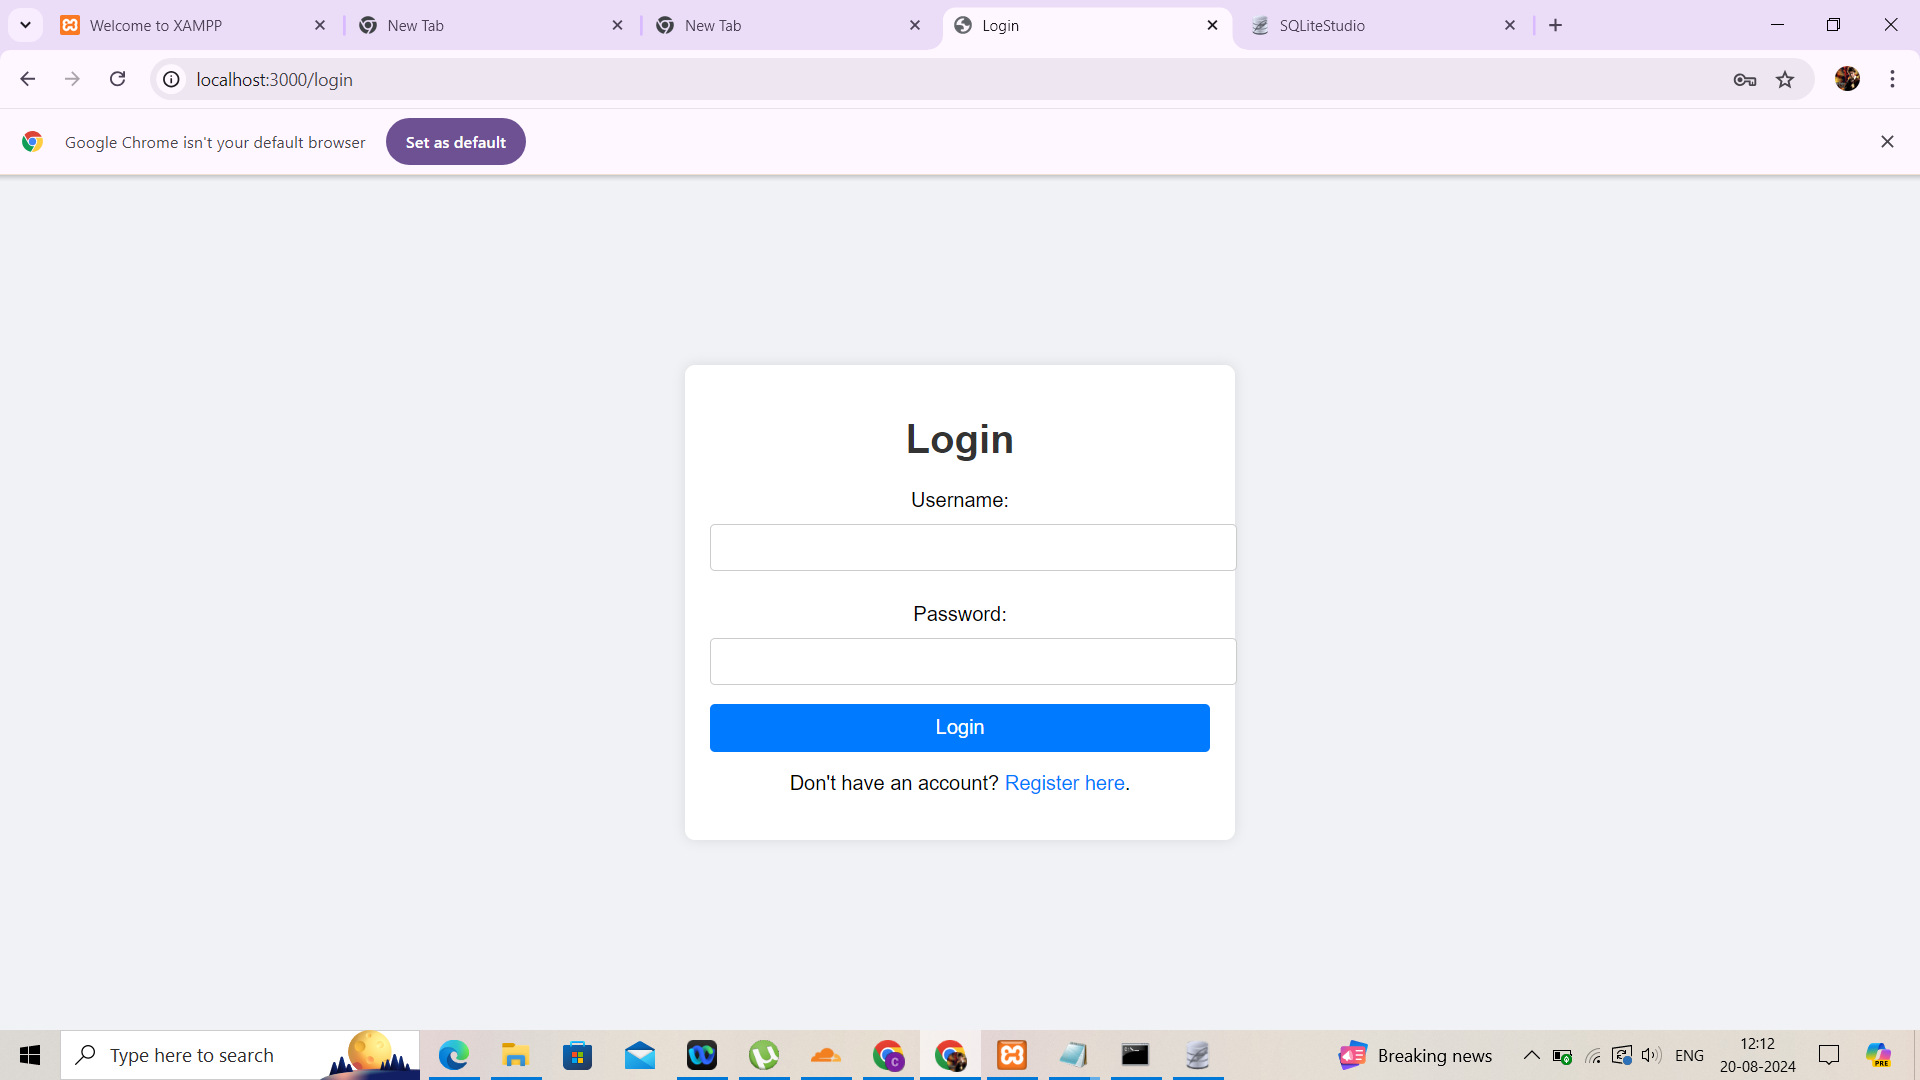 Welcome to XAMPP
New Tab
New Tab
Login
SQLiteStudio
localhost:3000/login
Google Chrome isn't your default browser
Set as default
Login
Username:
Password:
Login
Don't have an account? Register here.
Type here to search
Breaking news
ENG
12:12
20-08-2024
C
PRE